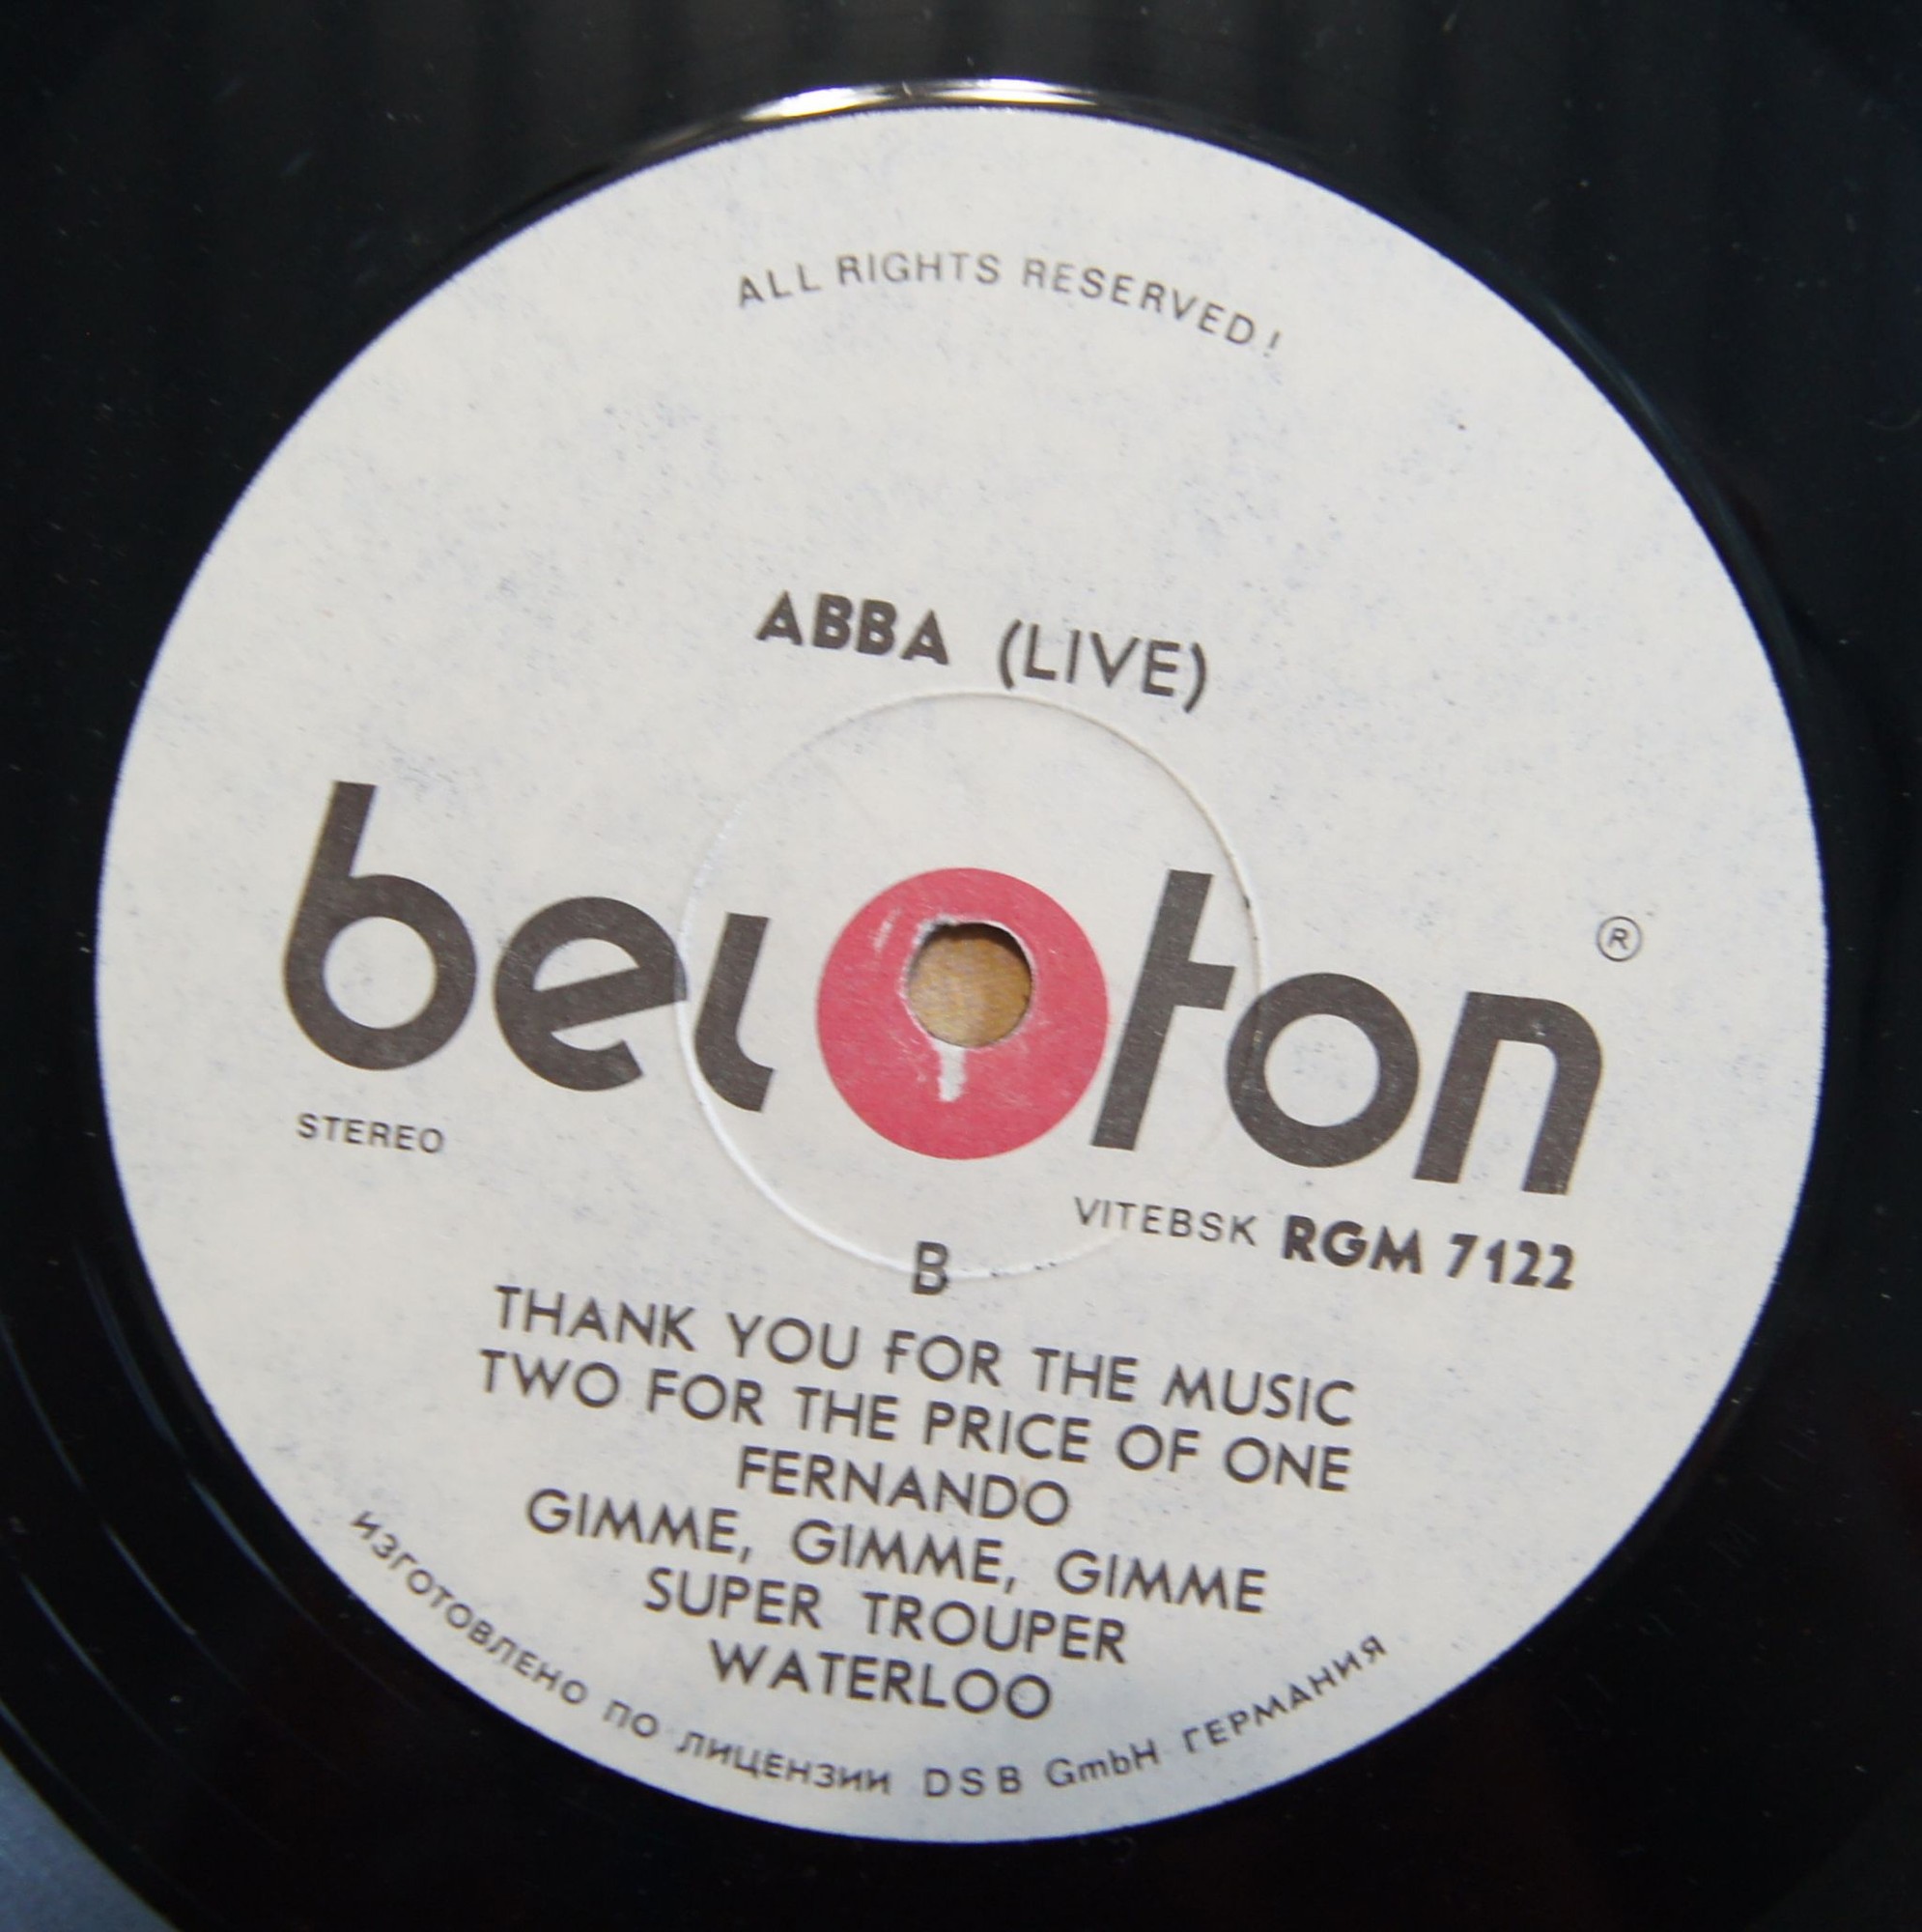 ALL RIGHTS RESERVED!
ABBA (LIVE)
beloton ®
STEREO
VITEBSK RGM 7122
B
THANK YOU FOR THE MUSIC
TWO FOR THE PRICE OF ONE
FERNANDO
GIMME, GIMME, GIMME
SUPER TROUPER
WATERLOO
ИЗГОТОВЛЕНО ПО ЛИЦЕНЗИИ DSB GmbH ГЕРМАНИЯ